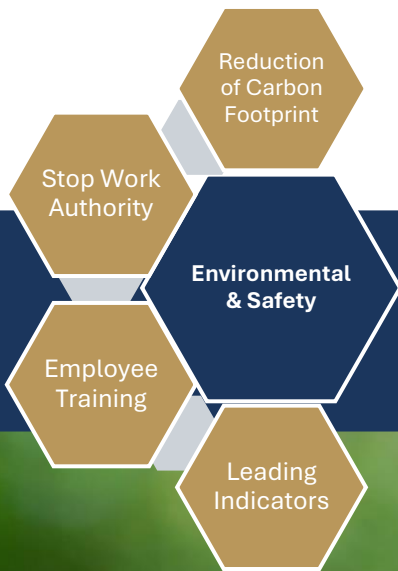 Reduction
of Carbon
Footprint
Stop Work
Authority
Environmental
& Safety
Employee
Training
Leading
Indicators